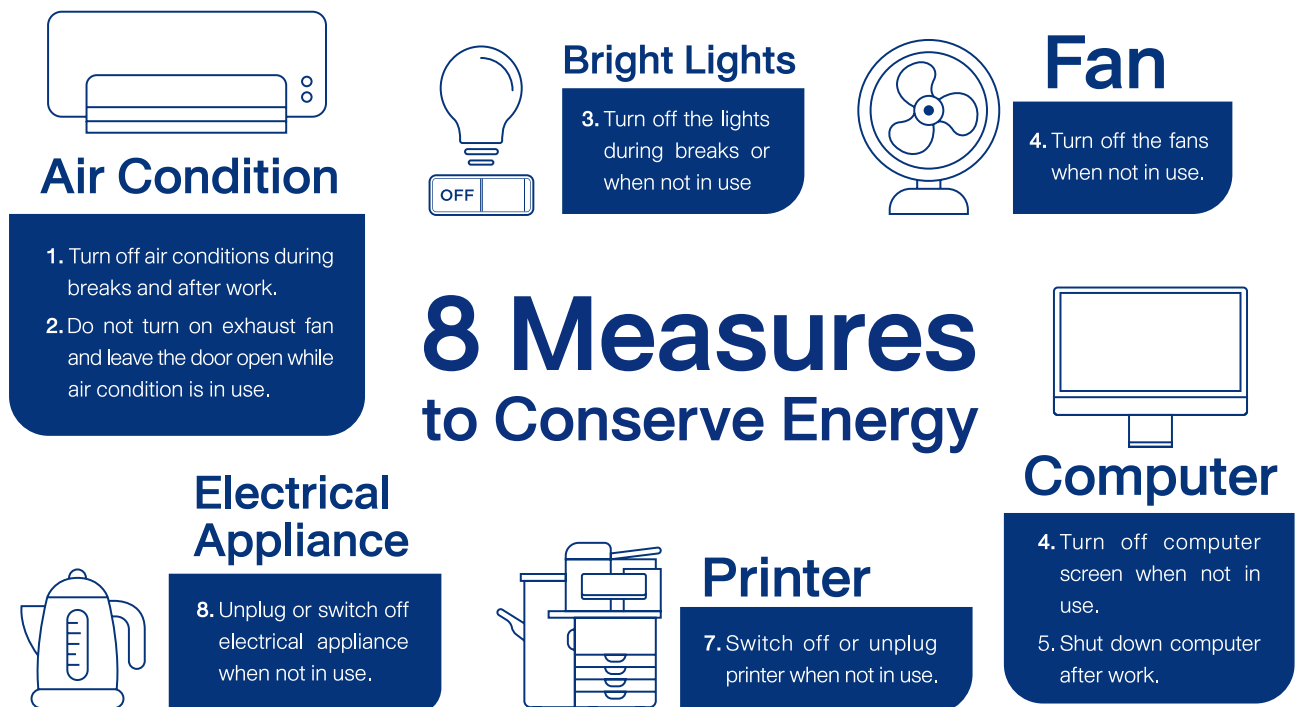 Air Condition
1. Turn off air conditions during
breaks and after work.
2. Do not turn on exhaust fan
and leave the door open while
air condition is in use.
Bright Lights
3. Turn off the lights
during breaks or
when not in use
OFF
Fan
4. Turn off the fans
when not in use.
8 Measures
to Conserve Energy
Computer
4. Turn off computer
screen when not in
use.
5. Shut down computer
after work.
Electrical
Appliance
8. Unplug or switch off
electrical appliance
when not in use.
Printer
7. Switch off or unplug
printer when not in use.